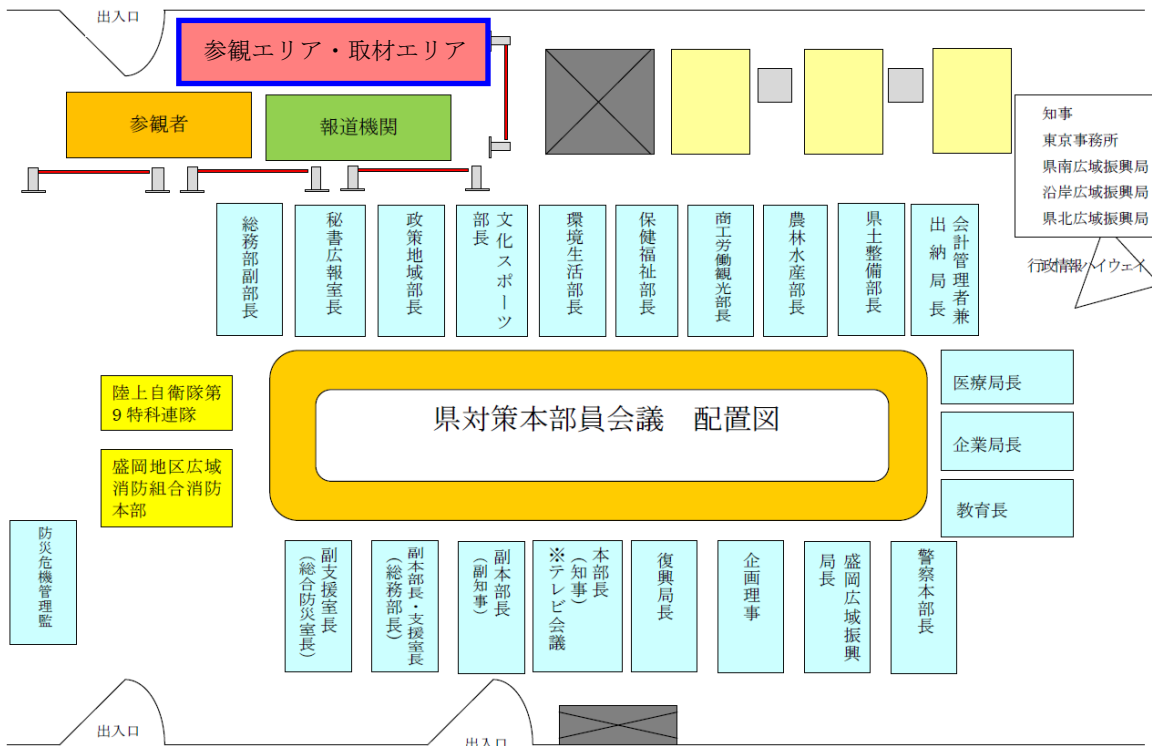 出入口
参観エリア・取材エリア
参観者
報道機関
知事
東京事務所
県南広域振興局
沿岸広域振興局
県北広域振興局
行政情報ハイウェイ
総務部副部長
秘書広報室長
政策地域部長
文化スポーツ
部長
環境生活部長
保健福祉部長
商工労働観光部長
農林水産部長
県土整備部長
会計管理者兼
出納局長
陸上自衛隊第
9特科連隊
県対策本部員会議 配置図
医療局長
企業局長
盛岡地区広域
消防組合消防
本部
教育長
防災危機管理監
副支援室長
(総合防災室長)
副本部長・支援室長
(総務部長)
副本部長
(副知事)
本部長
(知事)
※テレビ会議
復興局長
企画理事
盛岡広域振興
局長
警察本部長
出入口
出入口